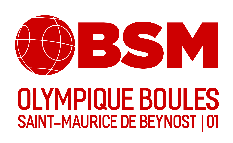 BSM
OLYMPIQUE BOULES
SAINT-MAURICE DE BEYNOST | 01